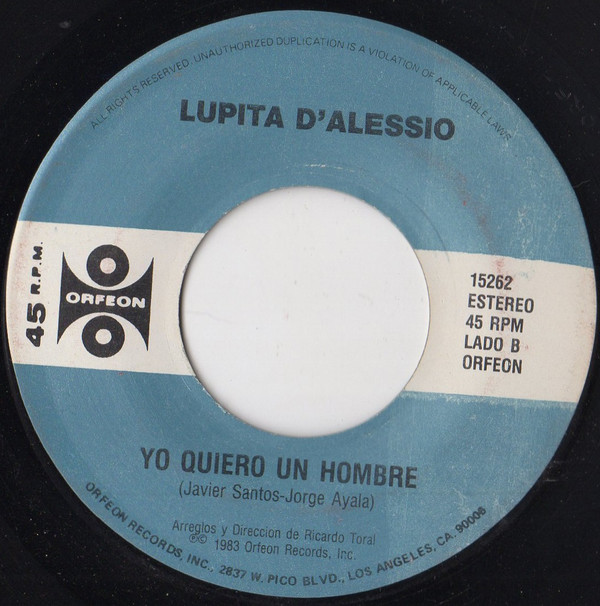 ALL RIGHTS RESERVED. UNAUTHORIZED DUPLICATION IS A VIOLATION OF APPLICABLE LAWS
LUPITA D'ALESSIO
45 R.P.M.
ORFEON
15262
ESTEREO
45 RPM
LADO B
ORFEON
YO QUIERO UN HOMBRE
(Javier Santos-Jorge Ayala)
Arreglos y Direccion de Ricardo Toral
℗© 1983 Orfeon Records, Inc.
ORFEON RECORDS, INC., 2837 W. PICO BLVD., LOS ANGELES, CA. 90006